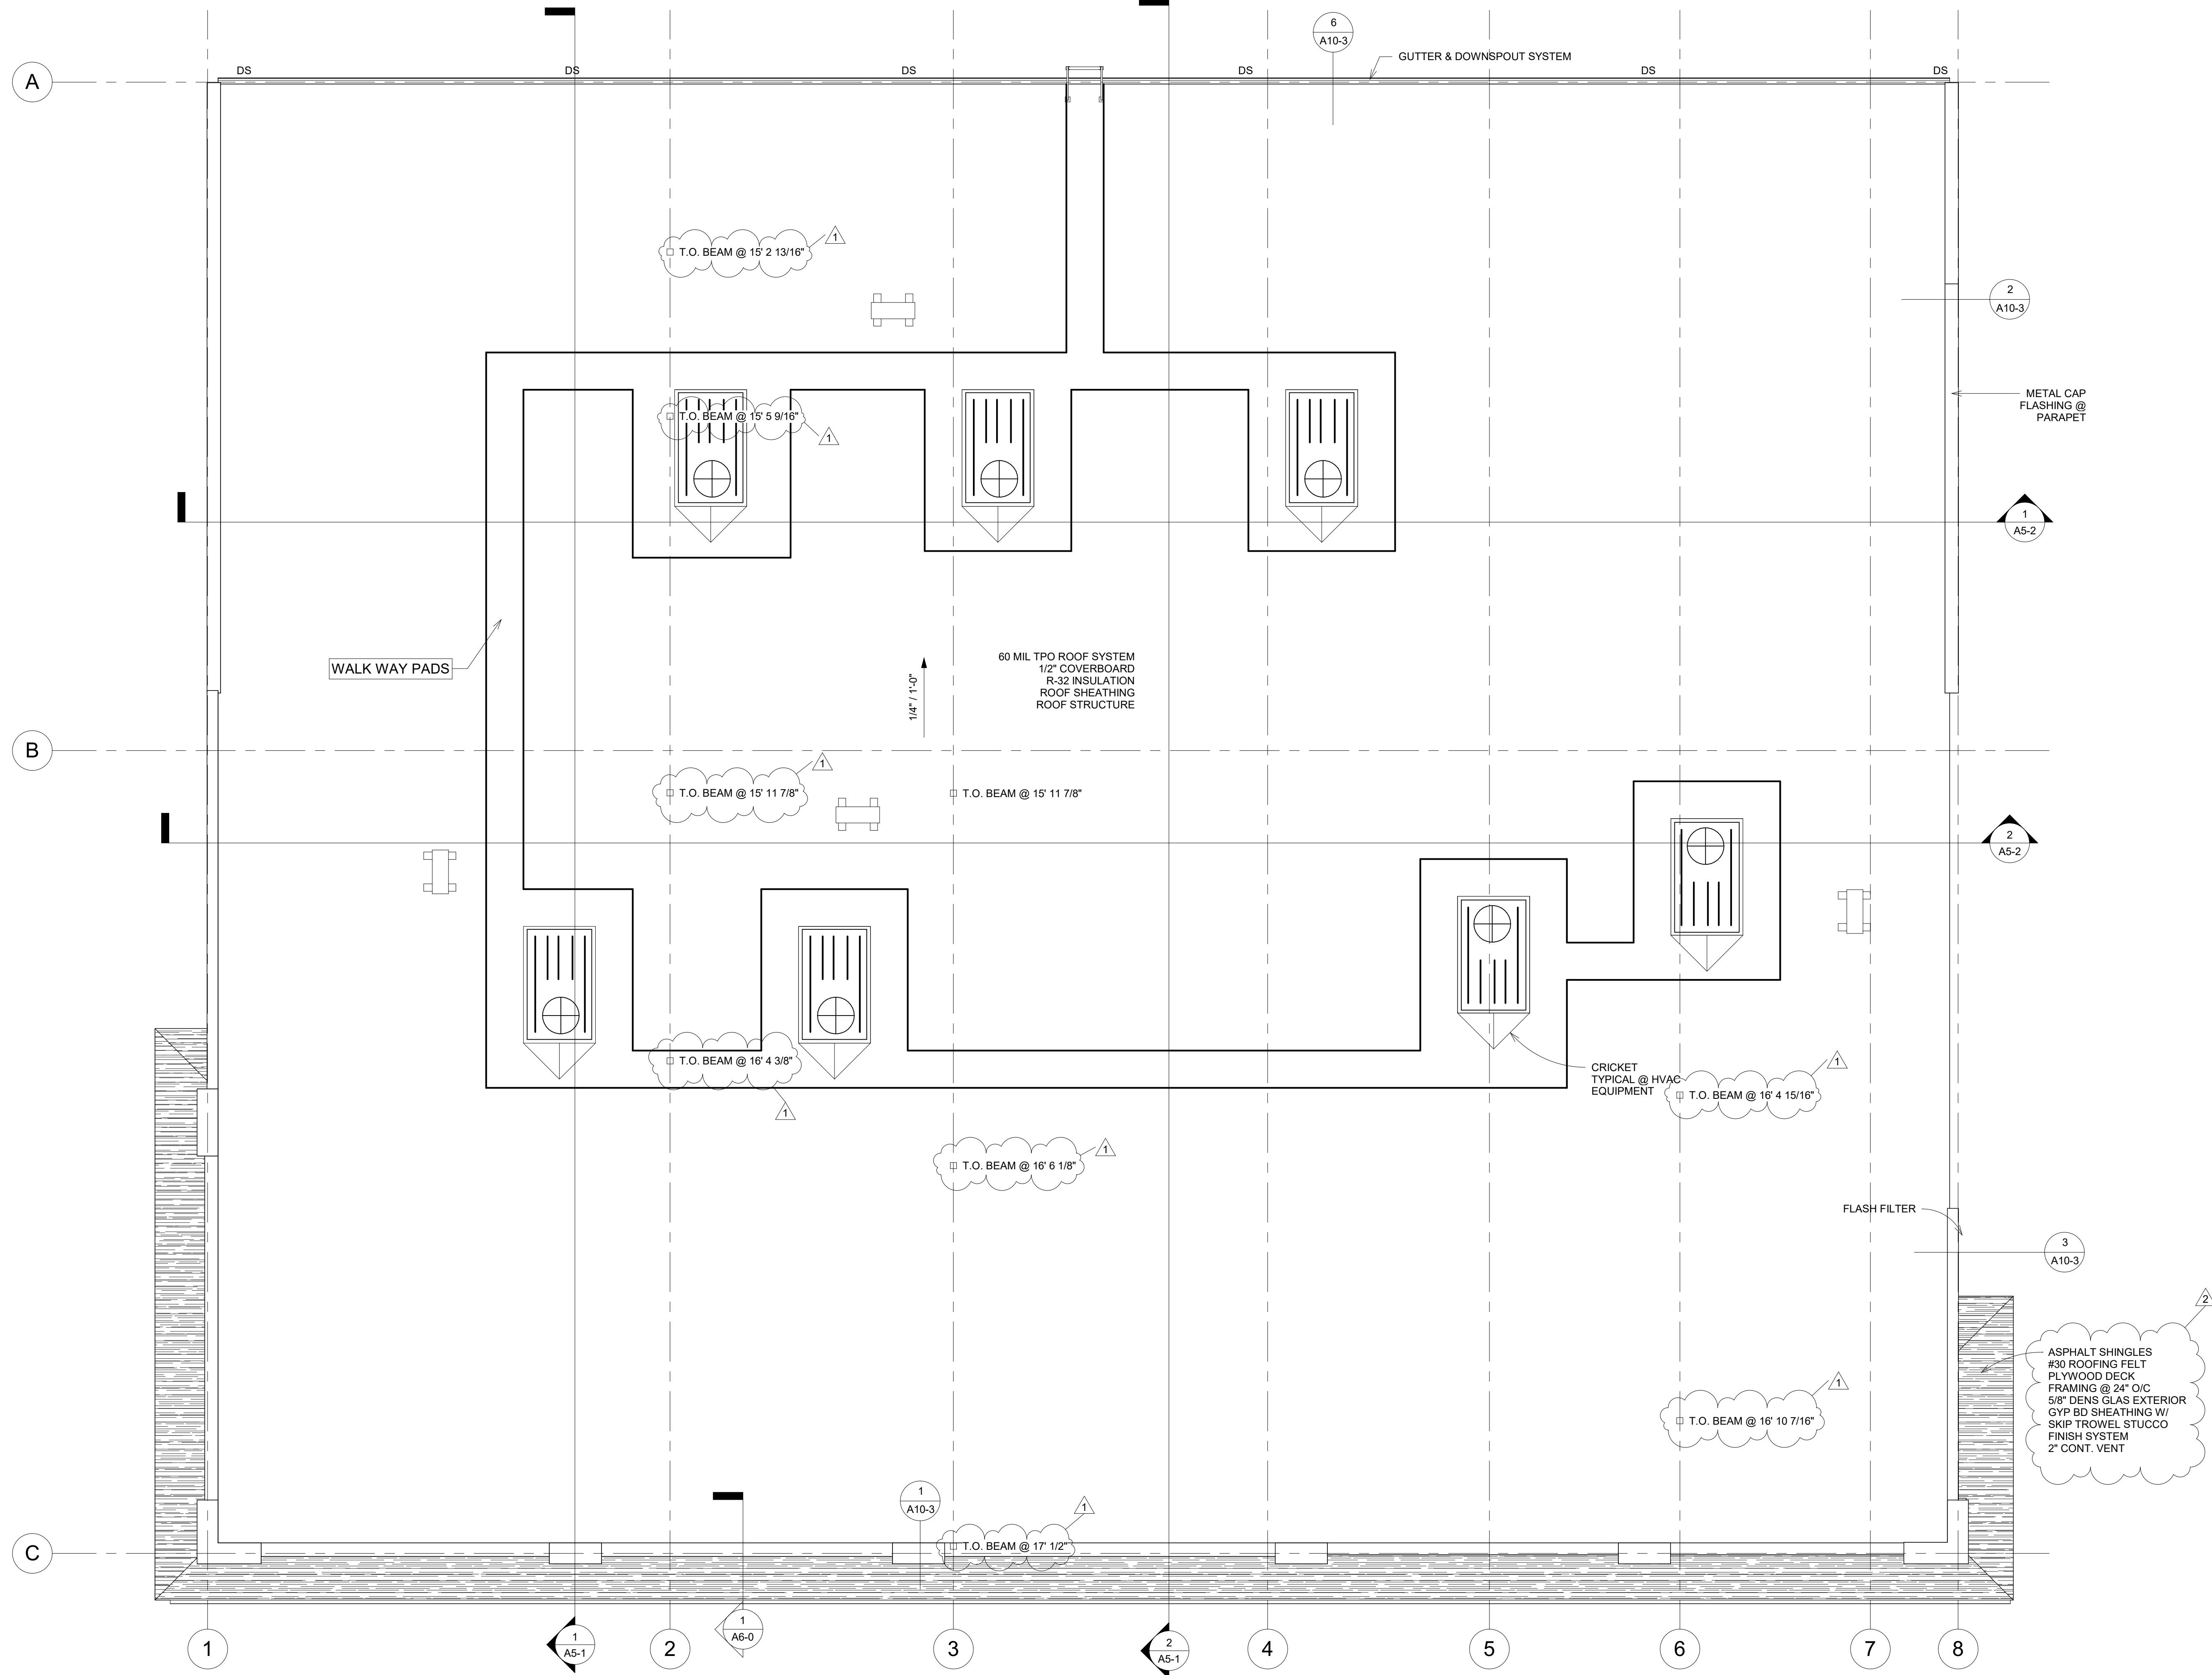 6
A10-3
GUTTER & DOWNSPOUT SYSTEM
DS
DS
DS
DS
DS
DS
A
T.O. BEAM @ 15' 2 13/16"
1
2
A10-3
METAL CAP
FLASHING @
PARAPET
T.O. BEAM @ 15' 5 9/16"
1
1
A5-2
WALK WAY PADS
1/4" / 1'-0"
60 MIL TPO ROOF SYSTEM
1/2" COVERBOARD
R-32 INSULATION
ROOF SHEATHING
ROOF STRUCTURE
B
1
T.O. BEAM @ 15' 11 7/8"
T.O. BEAM @ 15' 11 7/8"
2
A5-2
T.O. BEAM @ 16' 4 3/8"
1
CRICKET
TYPICAL @ HVAC
EQUIPMENT
1
T.O. BEAM @ 16' 4 15/16"
1
T.O. BEAM @ 16' 6 1/8"
FLASH FILTER
3
A10-3
2
ASPHALT SHINGLES
#30 ROOFING FELT
PLYWOOD DECK
FRAMING @ 24" O/C
5/8" DENS GLAS EXTERIOR
GYP BD SHEATHING W/
SKIP TROWEL STUCCO
FINISH SYSTEM
2" CONT. VENT
1
T.O. BEAM @ 16' 10 7/16"
1
A10-3
1
T.O. BEAM @ 17' 1/2"
C
1
1
A5-1
2
1
A6-0
3
2
A5-1
4
5
6
7
8